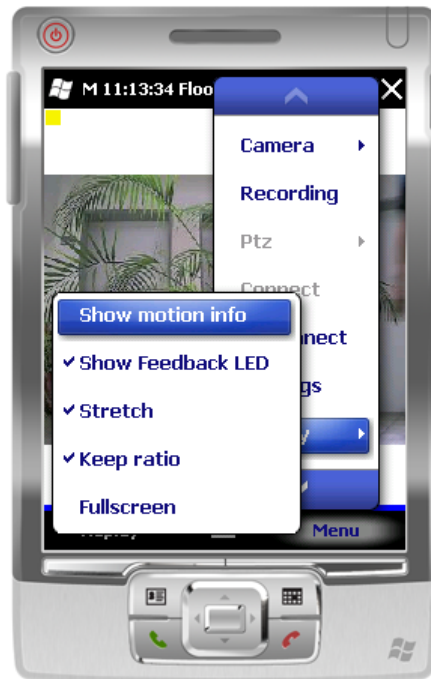 M 11:13:34 Floo
Camera
Recording
Ptz
Connect
nect
gs
y
Show motion info
Show Feedback LED
Stretch
Keep ratio
Fullscreen
Menu